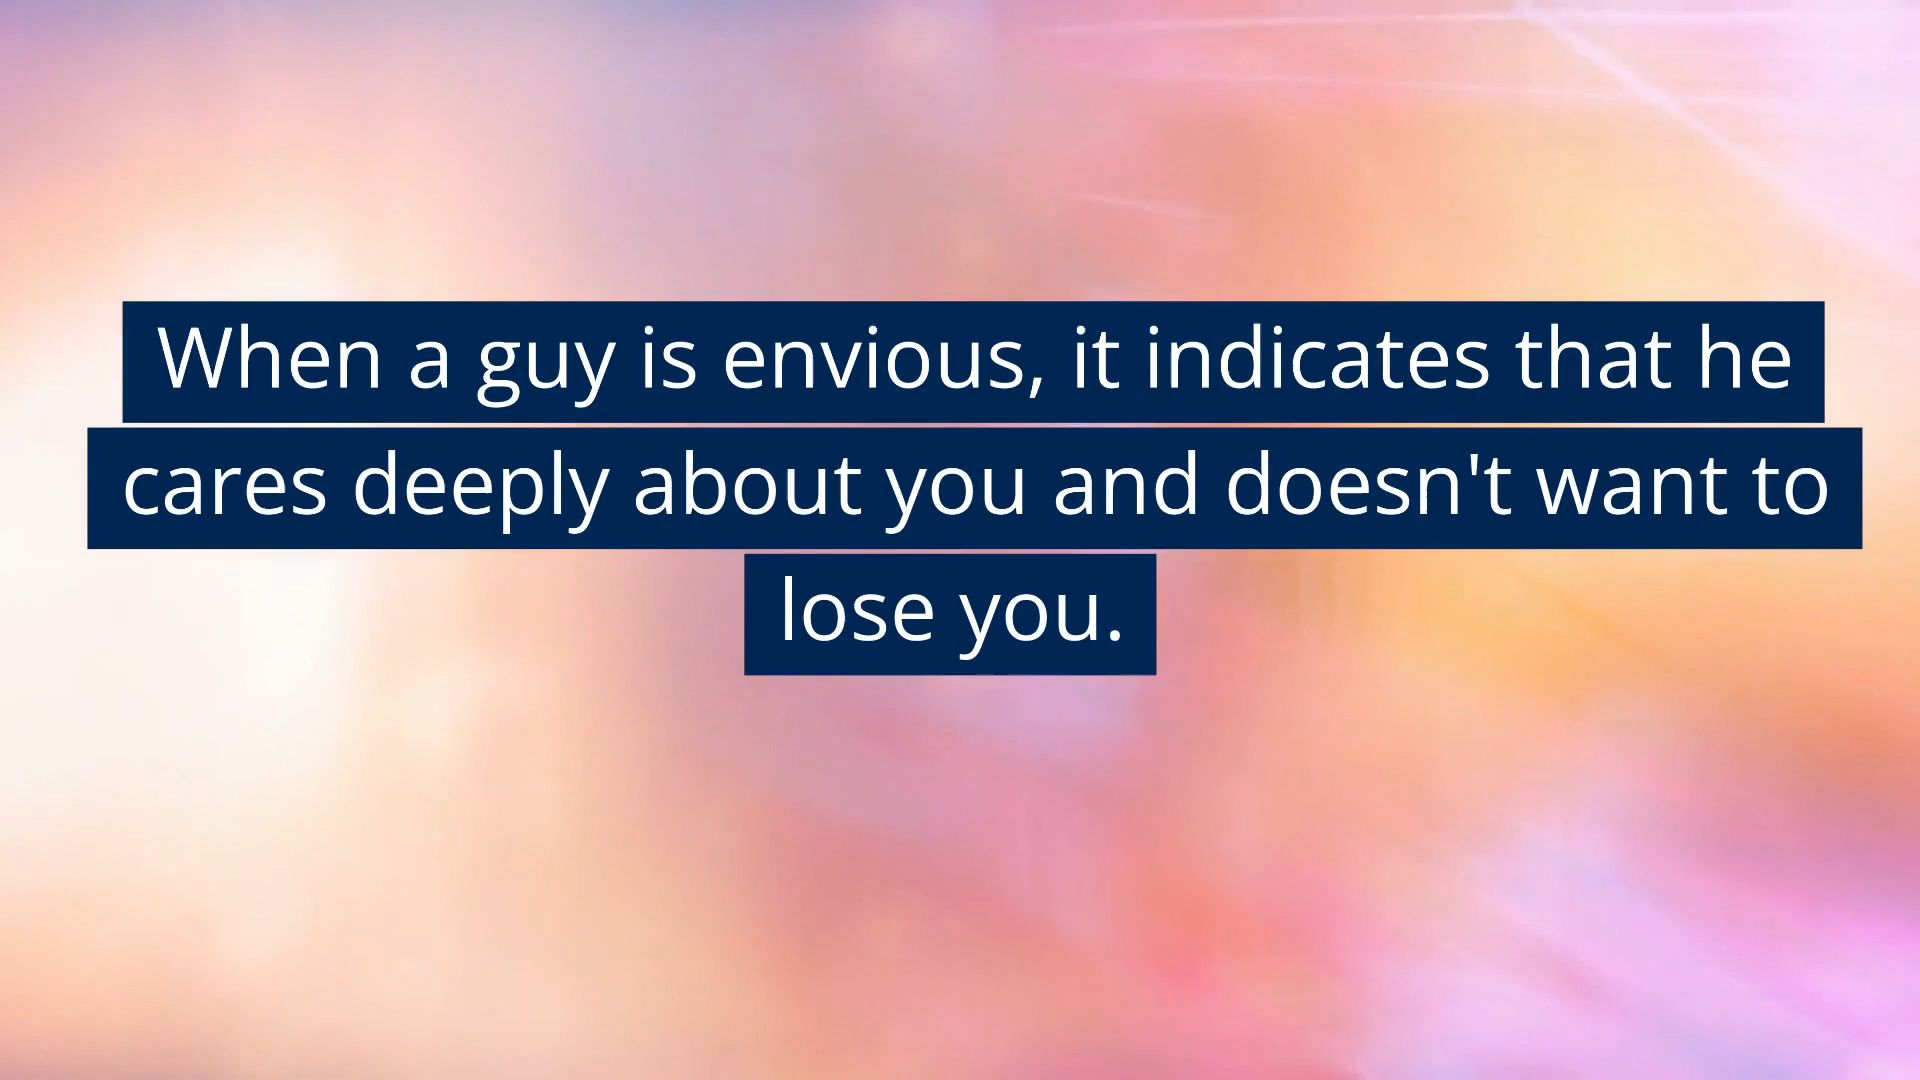 When a guy is envious, it indicates that he
cares deeply about you and doesn't want to
lose you.